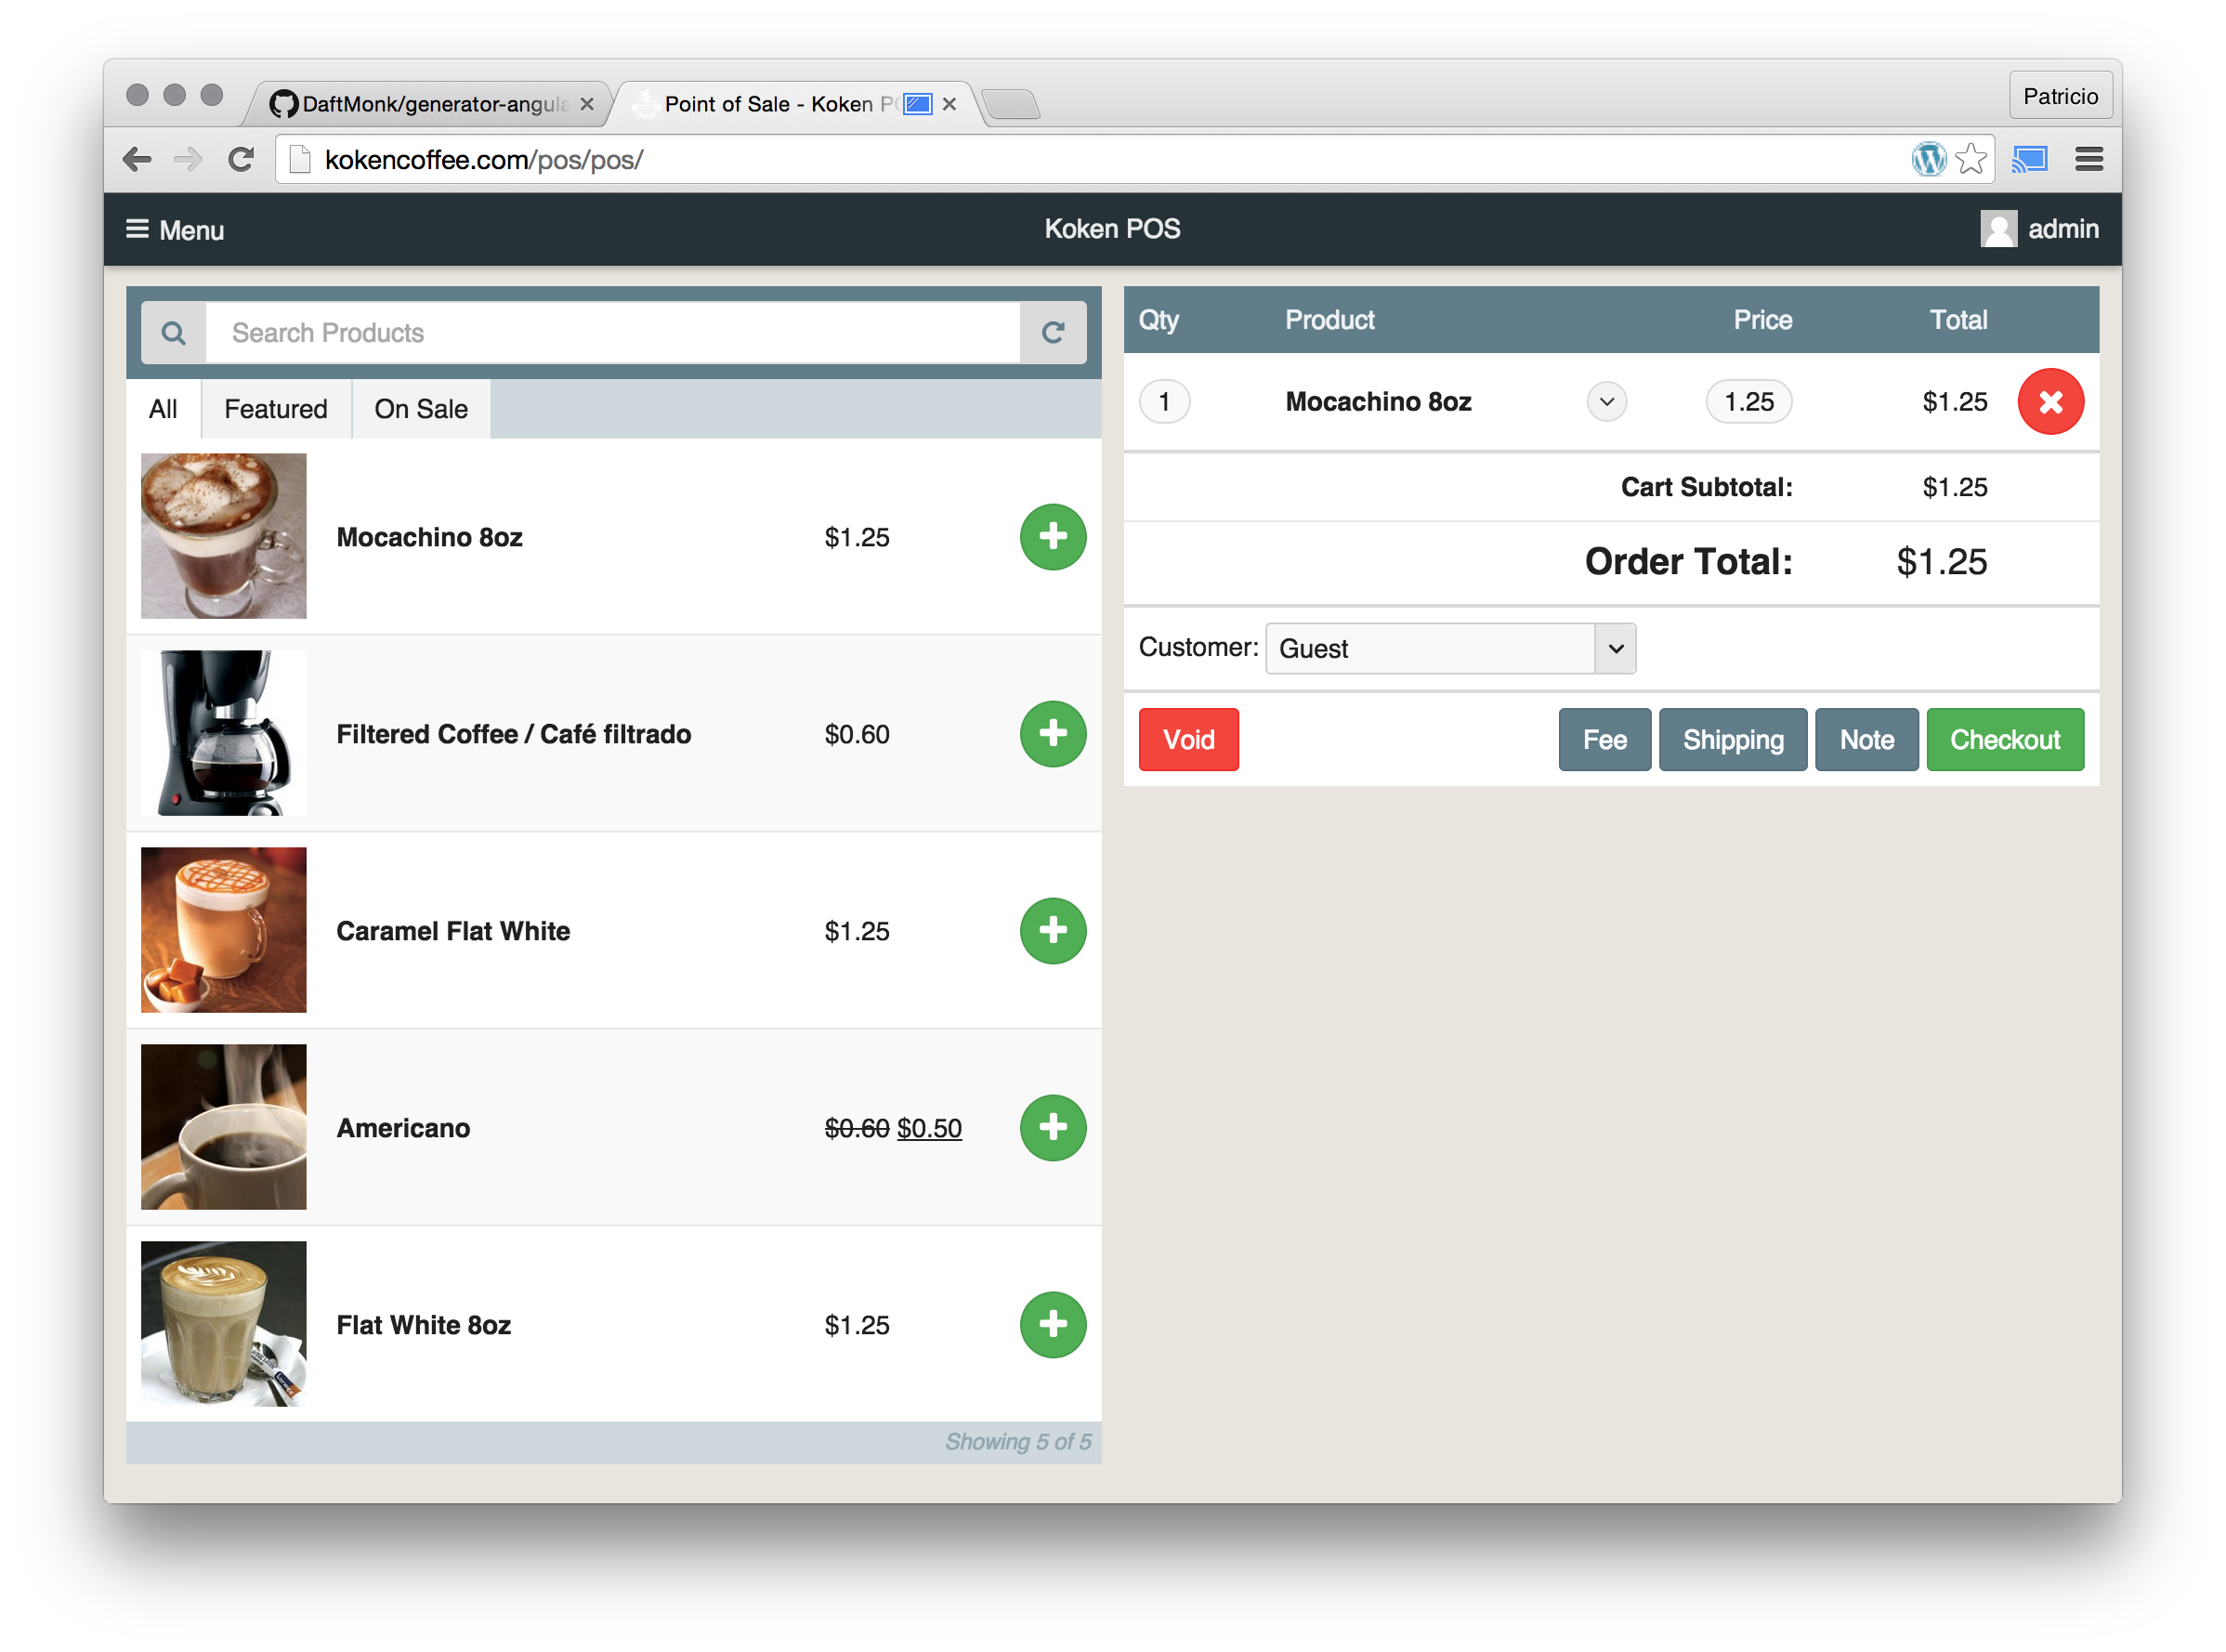 DaftMonk/generator-angula
Point of Sale - Koken P
Patricio
kokencoffee.com/pos/pos/
Menu
Koken POS
admin
Search Products
All Featured On Sale
Mocachino 8oz $1.25
Filtered Coffee / Café filtrado $0.60
Caramel Flat White $1.25
Americano $0.60 $0.50
Flat White 8oz $1.25
Showing 5 of 5
Qty Product Price Total
1 Mocachino 8oz 1.25 $1.25
Cart Subtotal: $1.25
Order Total: $1.25
Customer: Guest
Void Fee Shipping Note Checkout